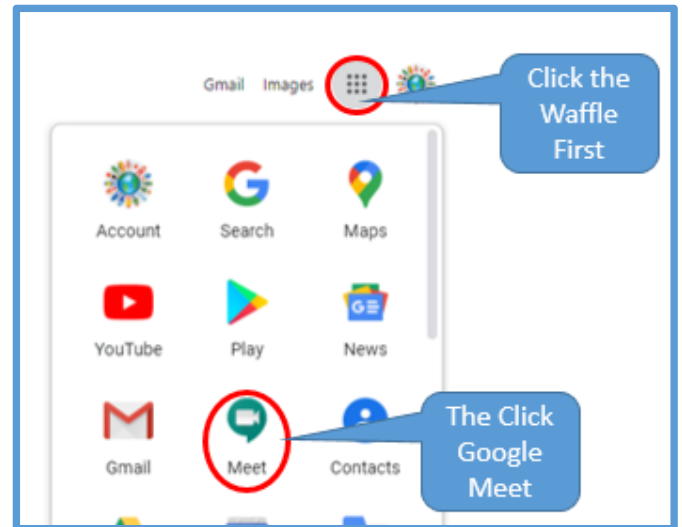 Gmail Images
Click the
Waffle
First
Account Search Maps
YouTube Play News
Gmail Meet Contacts
The Click
Google
Meet